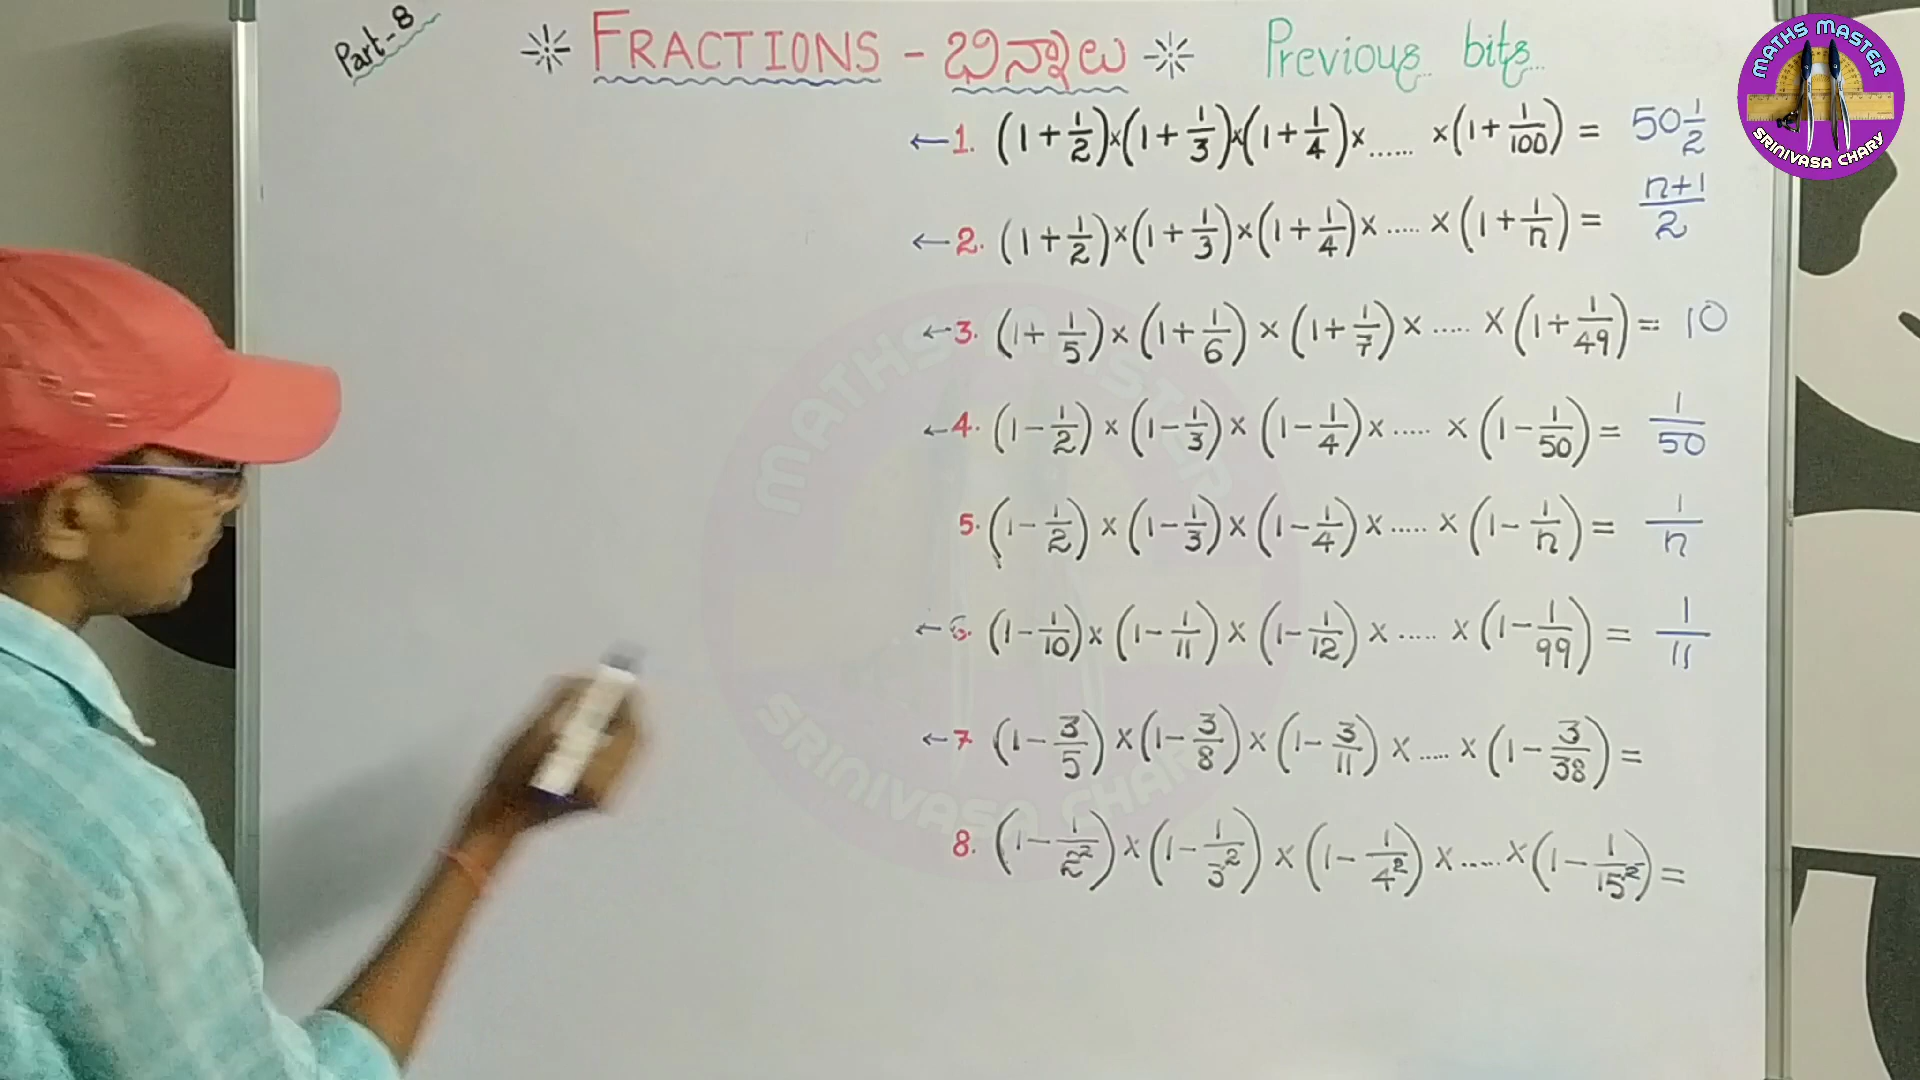 Part-8
FRACTIONS - భిన్నాలు
Previous bits...
←1. (1+1/2)×(1+1/3)×(1+1/4)×...... ×(1+1/100) = 50 1/2
←2. (1+1/2)×(1+1/3)×(1+1/4)×..... ×(1+1/n) = n+1/2
←3. (1+1/5)×(1+1/6)×(1+1/7)×..... ×(1+1/49) = 10
←4. (1-1/2)×(1-1/3)×(1-1/4)×..... ×(1-1/50) = 1/50
5. (1-1/2)×(1-1/3)×(1-1/4)×..... ×(1-1/n) = 1/n
←6. (1-1/10)×(1-1/11)×(1-1/12)×..... ×(1-1/99) = 1/11
←7 (1-3/5)×(1-3/8)×(1-3/11)×..... ×(1-3/38) =
8. (1-1/2²)×(1-1/3²)×(1-1/4²)×.....×(1-1/15²) =
MATHS MASTER
SRINIVASA CHARY
MATHS MASTER
SRINIVASA CHARY